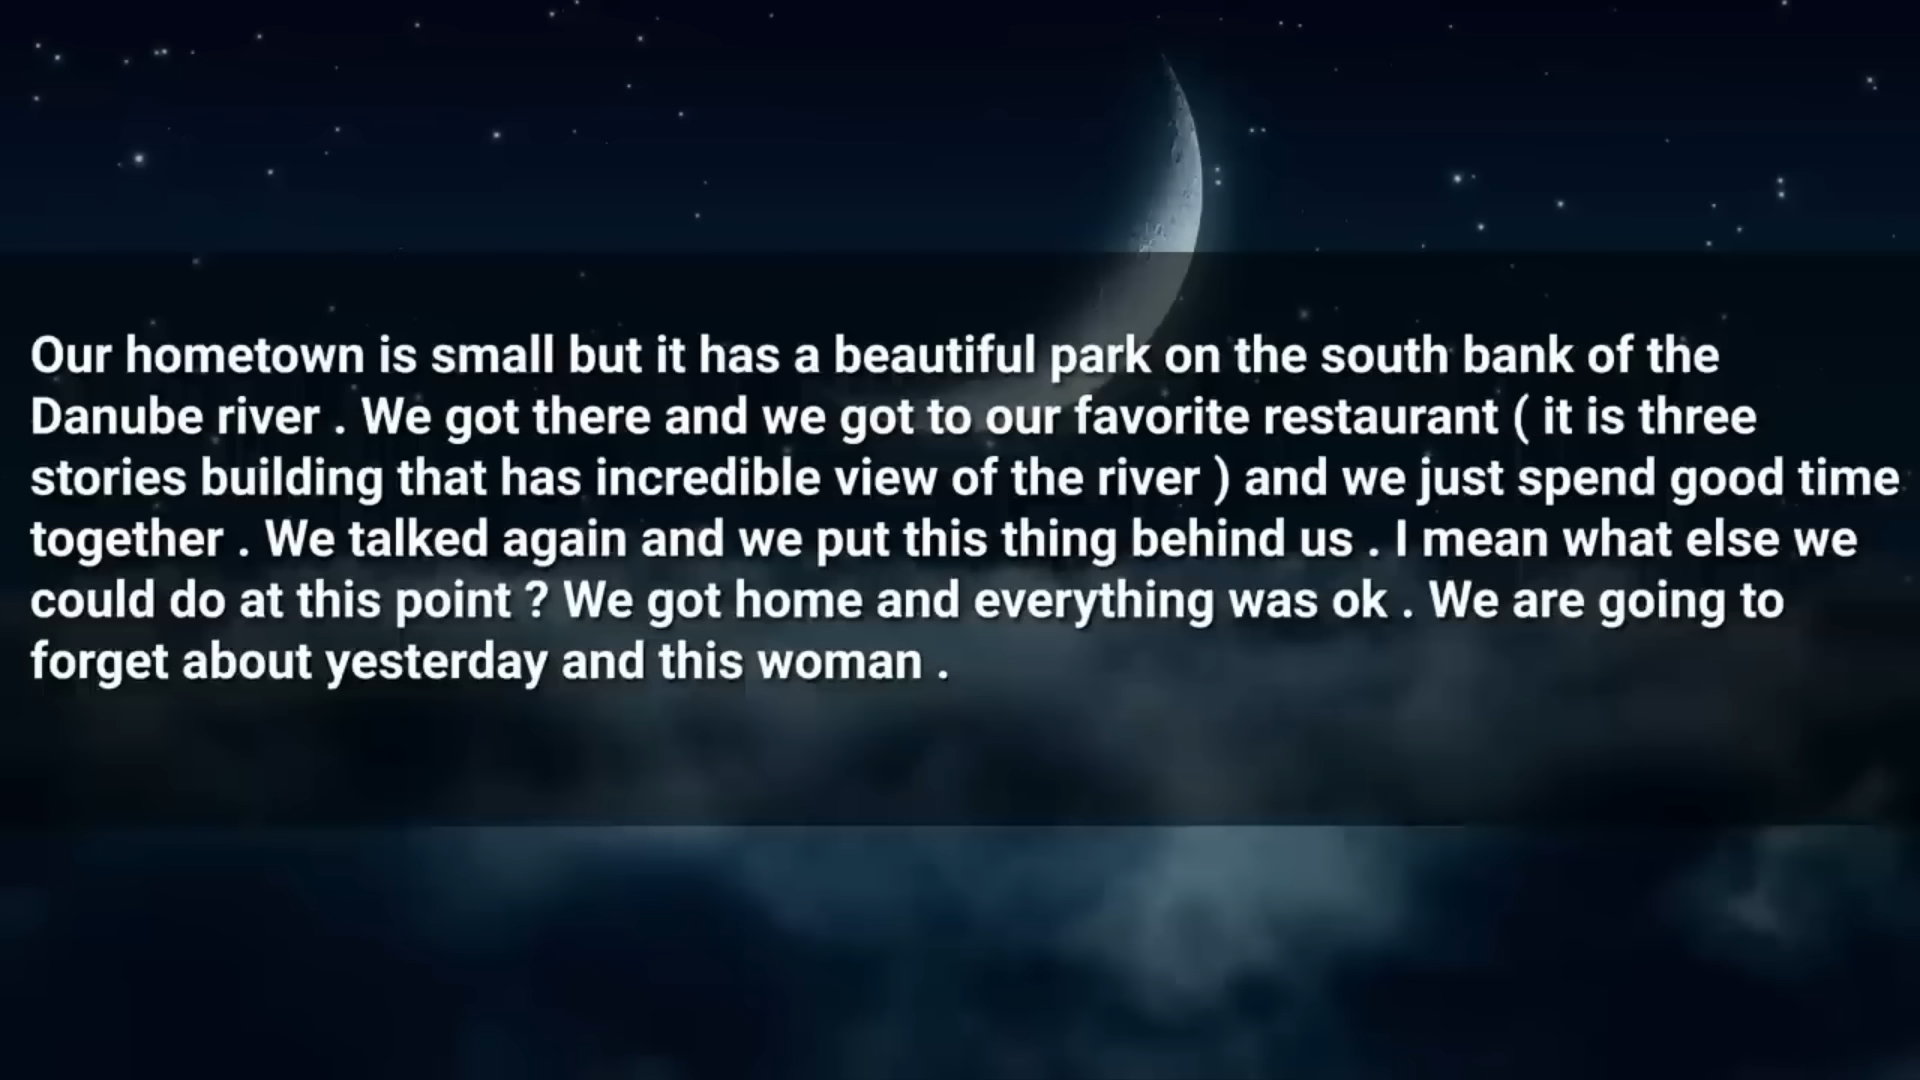 Our hometown is small but it has a beautiful park on the south bank of the
Danube river . We got there and we got to our favorite restaurant ( it is three
stories building that has incredible view of the river ) and we just spend good time
together . We talked again and we put this thing behind us . I mean what else we
could do at this point ? We got home and everything was ok . We are going to
forget about yesterday and this woman .